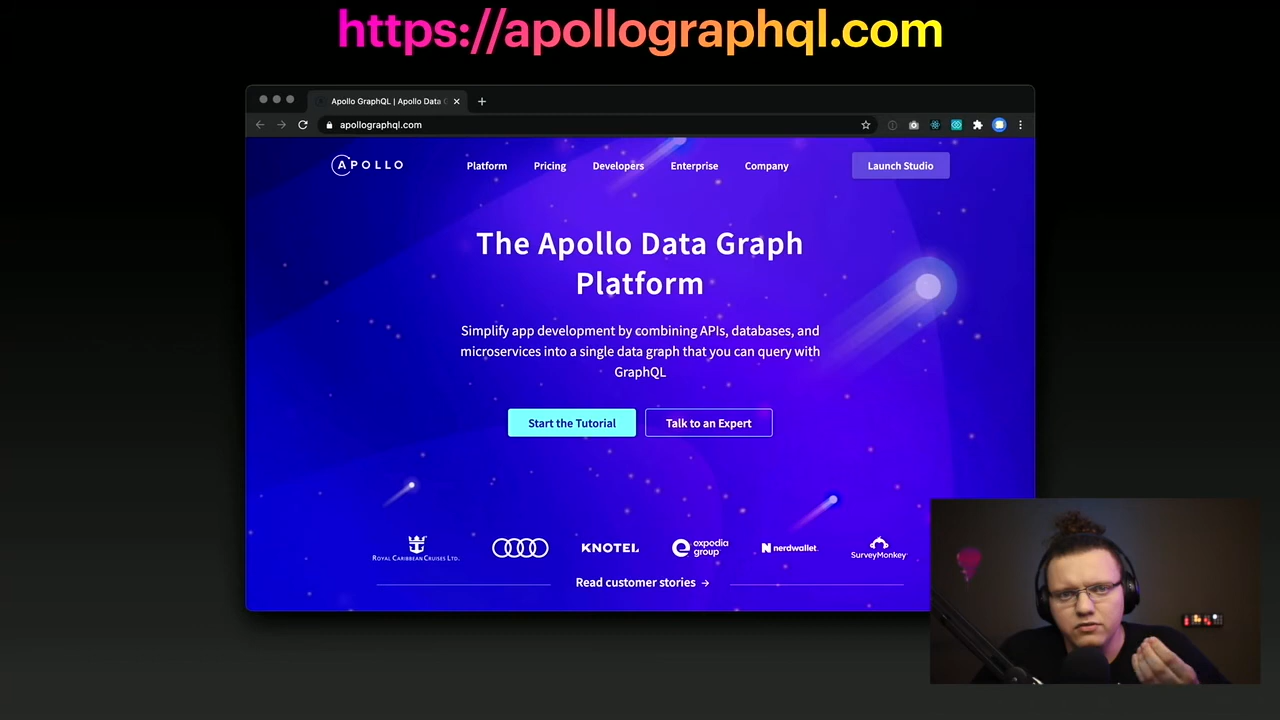 https://apollographql.com
Apollo GraphQL | Apollo Data G
apollographql.com
APOLLO
Platform
Pricing
Developers
Enterprise
Company
Launch Studio
The Apollo Data Graph
Platform
Simplify app development by combining APIs, databases, and
microservices into a single data graph that you can query with
GraphQL
Start the Tutorial
Talk to an Expert
ROYAL CARIBBEAN CRUISES LTD.
KNOTEL
expedia
group
nerdwallet
SurveyMonkey
Read customer stories →